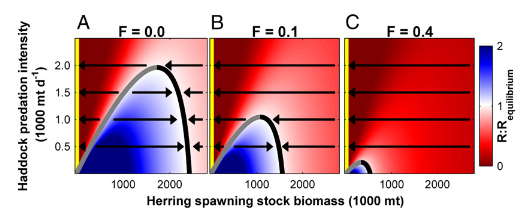 A F = 0.0 B F = 0.1 C F = 0.4
Haddock predation intensity
(1000 mt d-1)
2.0
1.5
1.0
0.5
1000 2000 1000 2000 1000 2000
Herring spawning stock biomass (1000 mt)
2
1
0
R:Requilibrium